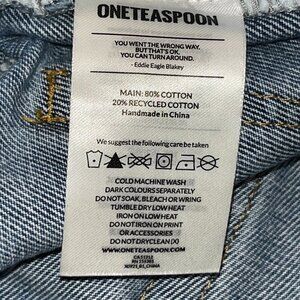 ONETEASPOON
YOU WENT THE WRONG WAY.
BUT THAT'S OK.
YOU CAN TURN AROUND.
- Eddie Eagle Blakey
MAIN: 80% COTTON
20% RECYCLED COTTON
Handmade in China
We suggest the following care be taken:
COLD MACHINE WASH
DARK COLOURS SEPARATELY
DO NOT SOAK, BLEACH OR WRING
TUMBLE DRY LOW HEAT
IRON ON LOW HEAT
DO NOT IRON ON PRINT
OR ACCESSORIES
DO NOT DRYCLEAN (X)
WWW.ONETEASPOON.COM.AU